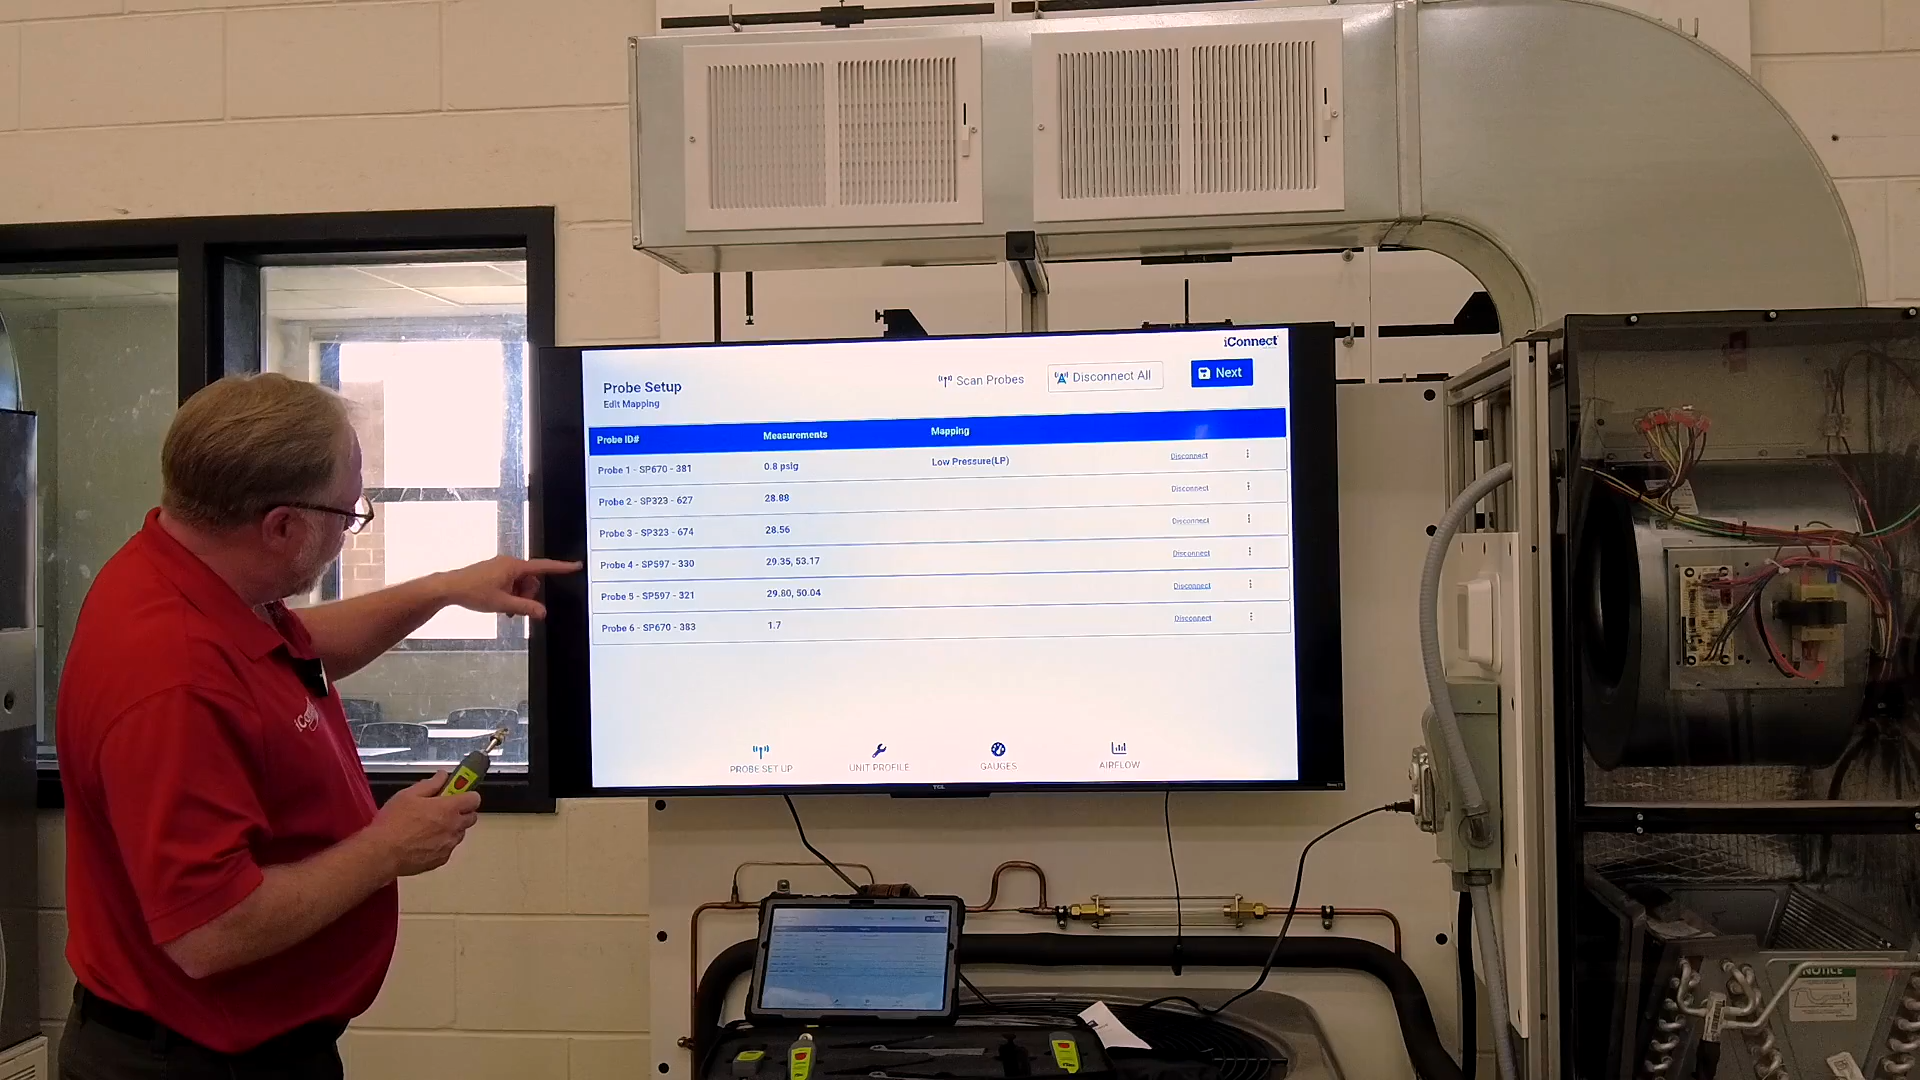 iConnect
Probe Setup
Edit Mapping
Scan Probes
Disconnect All
Next
Probe ID# Measurements Mapping
Probe 1 - SP670 - 381 0.8 psig Low Pressure(LP) Disconnect
Probe 2 - SP323 - 627 28.88 Disconnect
Probe 3 - SP323 - 674 28.56 Disconnect
Probe 4 - SP597 - 330 29.35, 53.17 Disconnect
Probe 5 - SP597 - 321 29.80, 50.04 Disconnect
Probe 6 - SP670 - 383 1.7 Disconnect
PROBE SET UP UNIT PROFILE GAUGES AIRFLOW
TCL
NOTICE